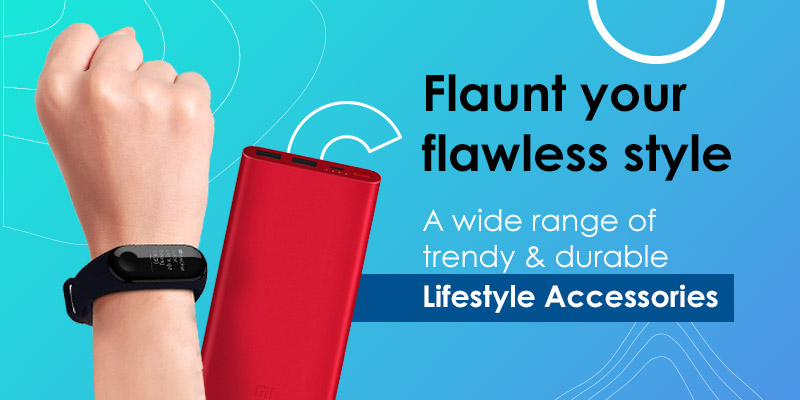 Flaunt your
flawless style
A wide range of
trendy & durable
Lifestyle Accessories